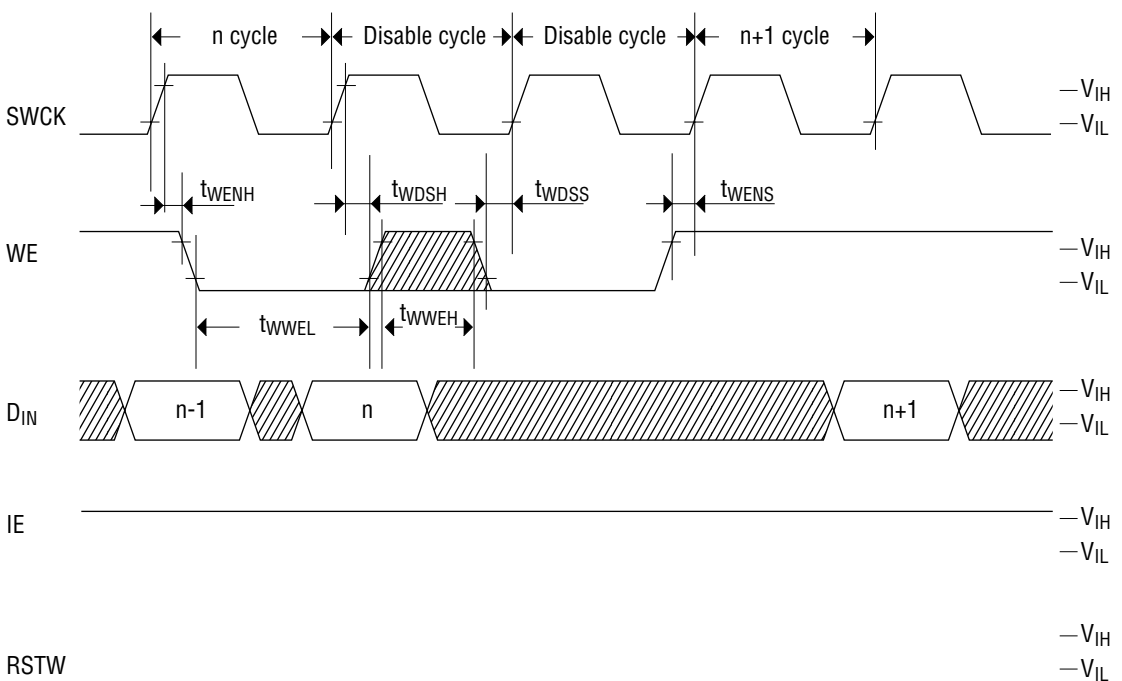 n cycle Disable cycle Disable cycle n+1 cycle
SWCK
VIH
VIL
tWENH tWDSH tWDSS tWENS
WE
VIH
VIL
tWWEL tWWEH
DIN
n-1 n n+1
VIH
VIL
IE
VIH
VIL
RSTW
VIH
VIL